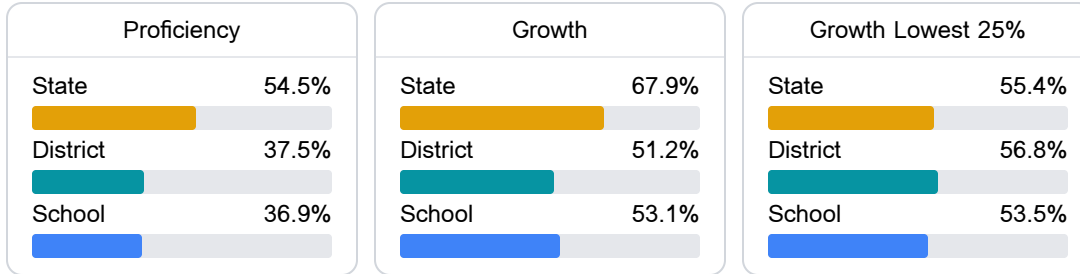 Proficiency
State 54.5%
District 37.5%
School 36.9%
Growth
State 67.9%
District 51.2%
School 53.1%
Growth Lowest 25%
State 55.4%
District 56.8%
School 53.5%